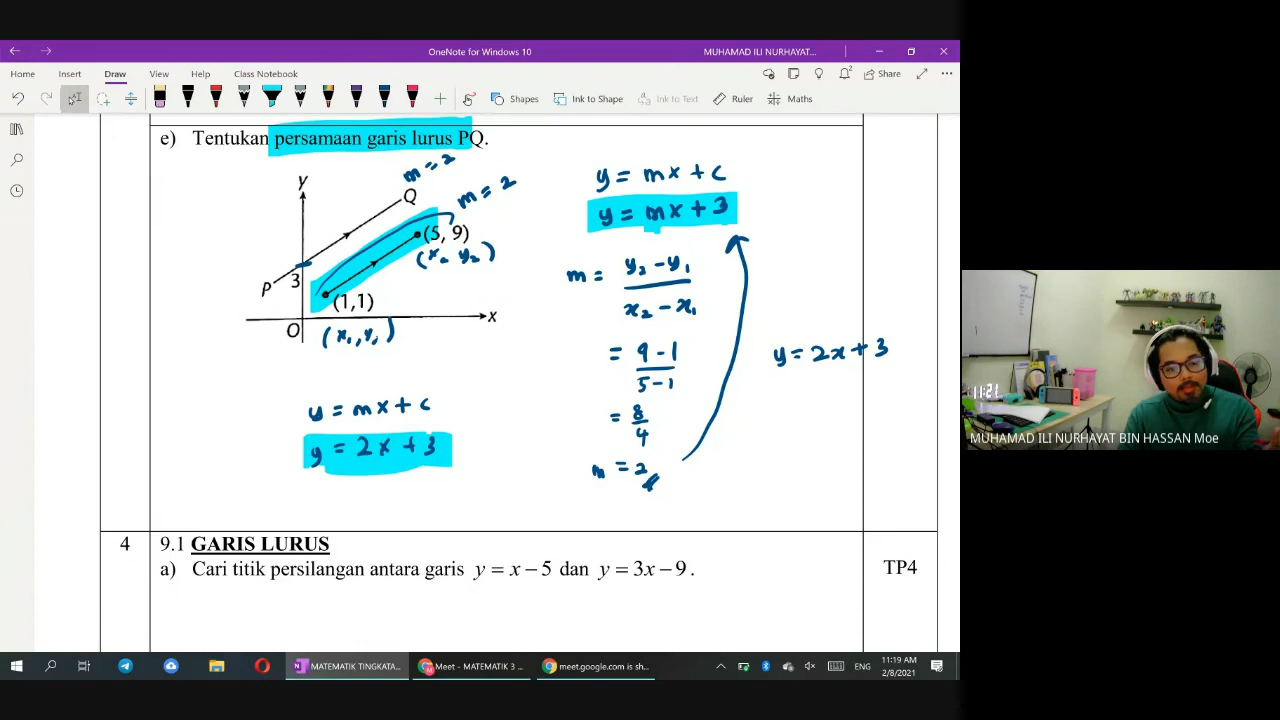 OneNote for Windows 10
MUHAMAD ILI NURHAYAT...
Home Insert Draw View Help Class Notebook
Share
Shapes Ink to Shape Ink to Text Ruler Maths
e) Tentukan persamaan garis lurus PQ.
m = 2
m = 2
y
Q
(5, 9)
(x₂ y₂)
3
P
(1,1)
O
x
(x₁, y₁)
y = mx + c
y = 2x + 3
y = mx + c
y = mx + 3
m = y₂ - y₁
x₂ - x₁
= 9 - 1
5 - 1
= 8
4
m = 2
y = 2x + 3
4 9.1 GARIS LURUS
a) Cari titik persilangan antara garis y = x − 5 dan y = 3x − 9 .
TP4
11:21
MUHAMAD ILI NURHAYAT BIN HASSAN Moe
MATEMATIK TINGKATA...
Meet - MATEMATIK 3 ...
meet.google.com is sh...
ENG
11:19 AM
2/8/2021